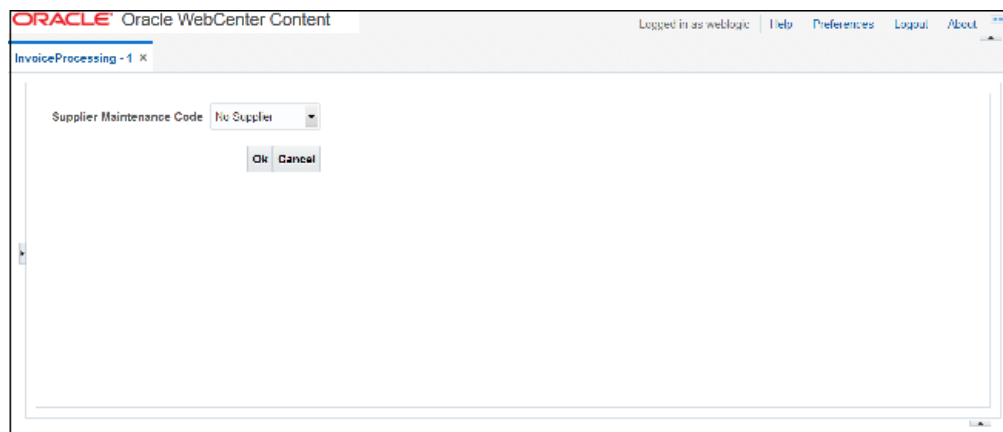 ORACLE® Oracle WebCenter Content
Logged in as weblogic Help Preferences Logout About
InvoiceProcessing - 1 ×
Supplier Maintenance Code No Supplier
Ok Cancel